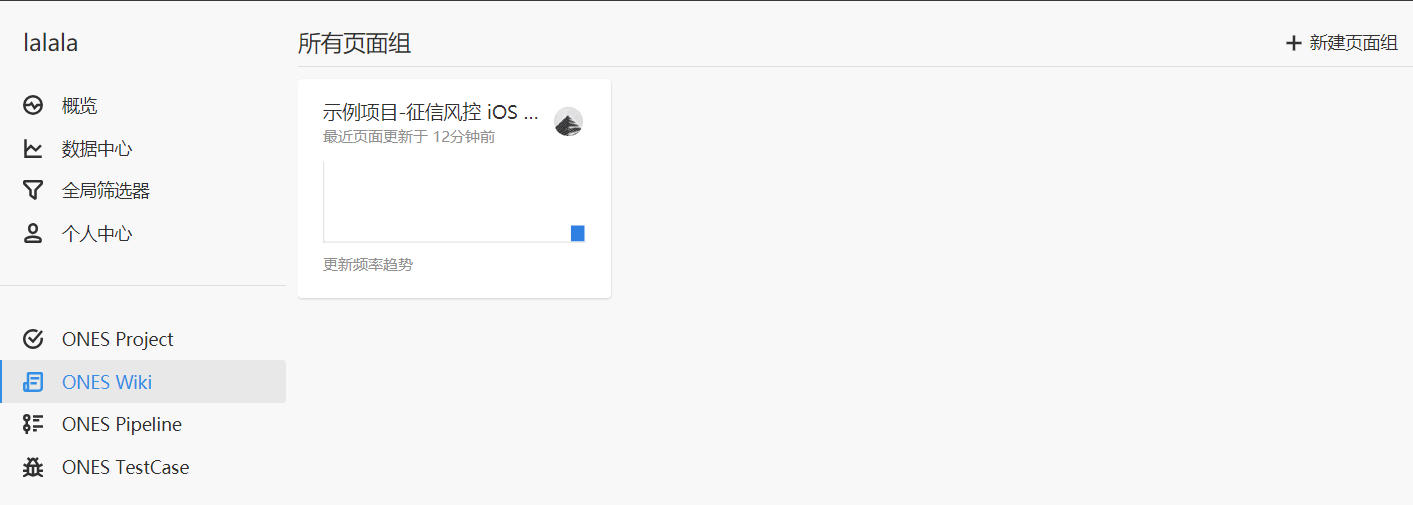 lalala
概览
数据中心
全局筛选器
个人中心
ONES Project
ONES Wiki
ONES Pipeline
ONES TestCase
所有页面组
新建页面组
示例项目-征信风控 iOS ...
最近页面更新于 12分钟前
更新频率趋势